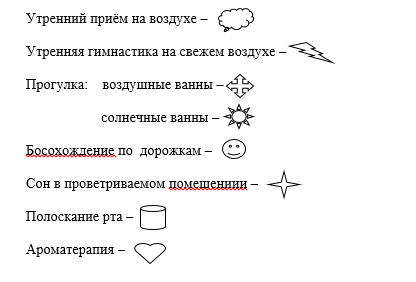 Утренний приём на воздухе –
Утренняя гимнастика на свежем воздухе –
Прогулка: воздушные ванны –
солнечные ванны –
Босохождение по дорожкам –
Сон в проветриваемом помещениии –
Полоскание рта –
Ароматерапия –